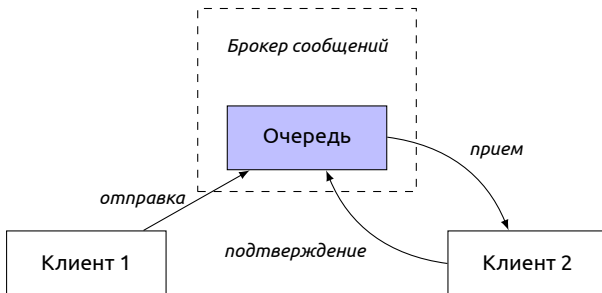 Брокер сообщений
Очередь
прием
отправка
подтверждение
Клиент 1
Клиент 2